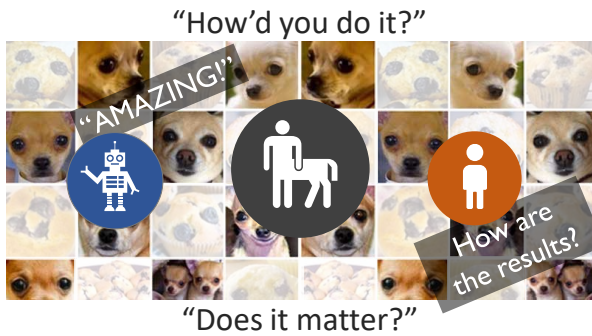 “How’d you do it?”
“AMAZING!”
How are
the results?
“Does it matter?”